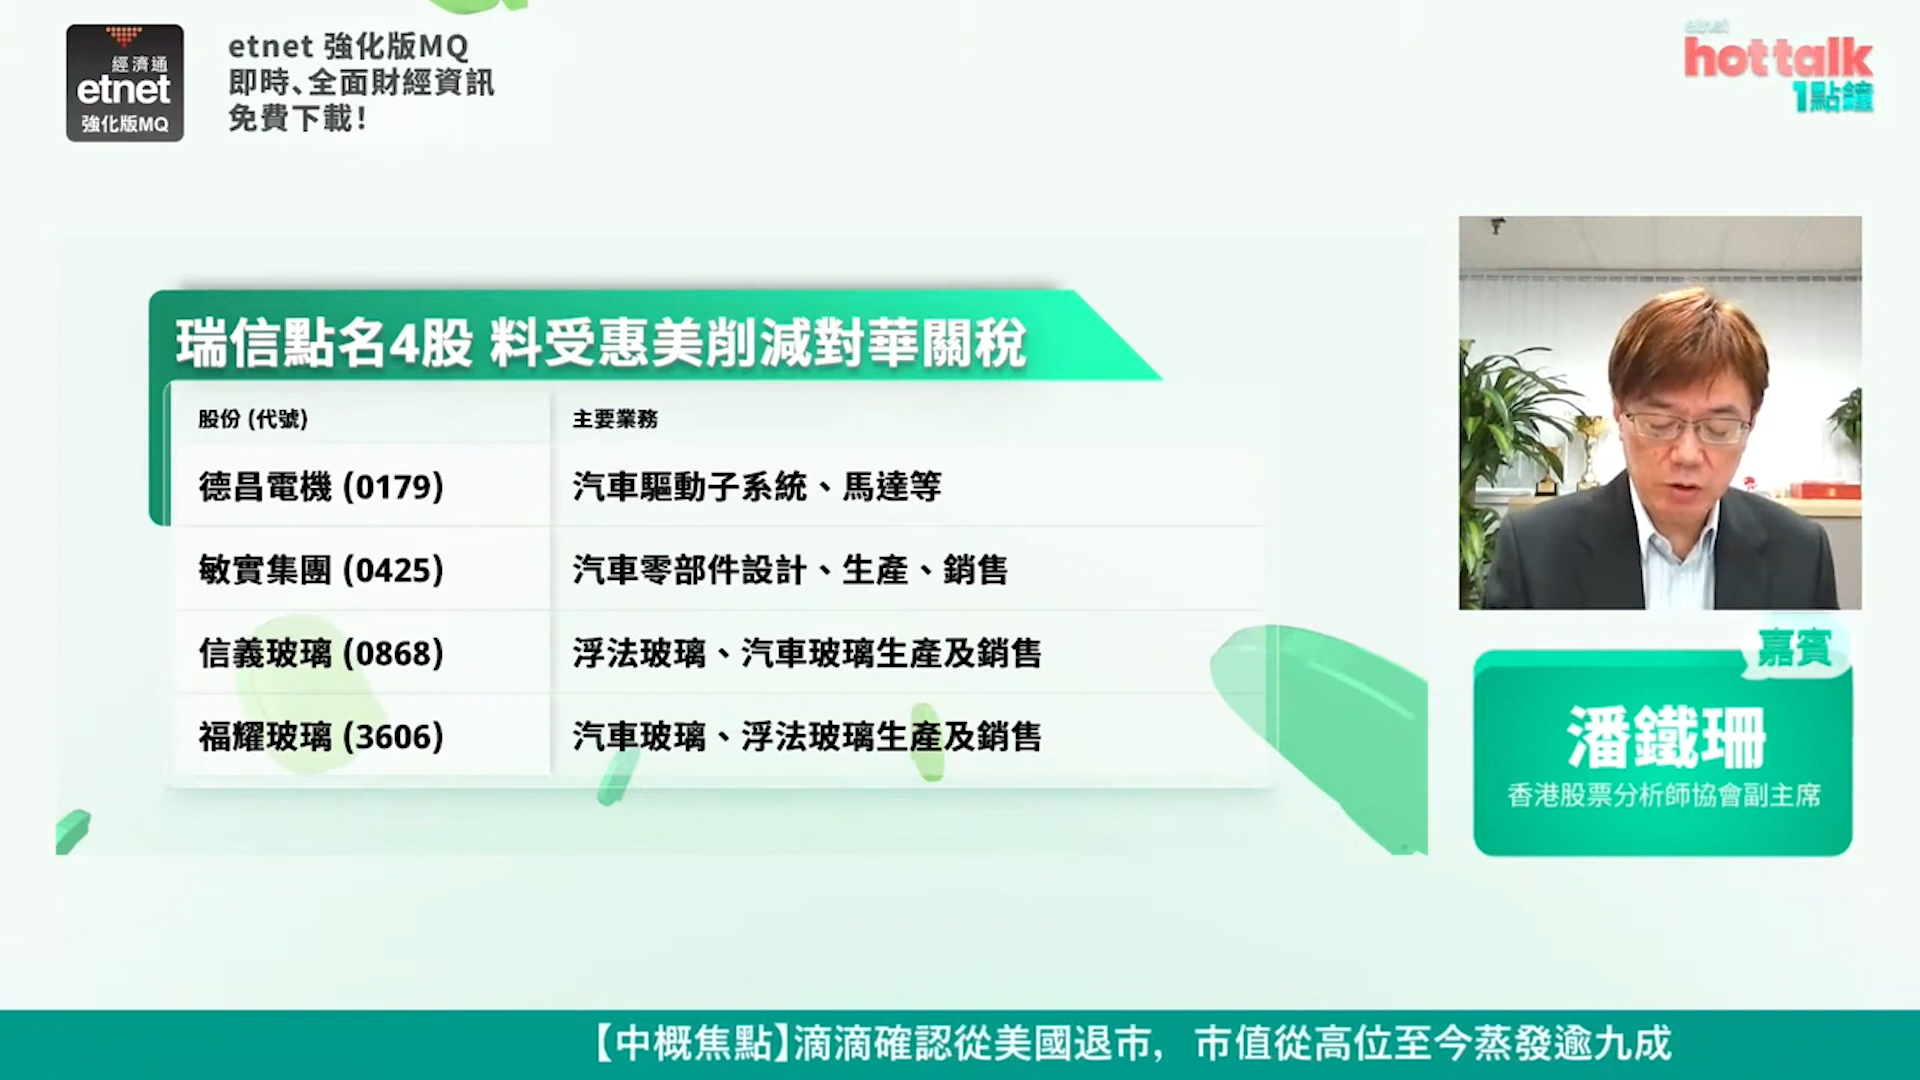 經濟通
etnet
強化版MQ
etnet 強化版MQ
即時、全面財經資訊
免費下載！
etnet
hot talk
1點鐘
瑞信點名4股 料受惠美削減對華關稅
股份 (代號)
主要業務
德昌電機 (0179)
汽車驅動子系統、馬達等
敏實集團 (0425)
汽車零部件設計、生產、銷售
信義玻璃 (0868)
浮法玻璃、汽車玻璃生產及銷售
福耀玻璃 (3606)
汽車玻璃、浮法玻璃生產及銷售
嘉賓
潘鐵珊
香港股票分析師協會副主席
【中概焦點】滴滴確認從美國退市，市值從高位至今蒸發逾九成